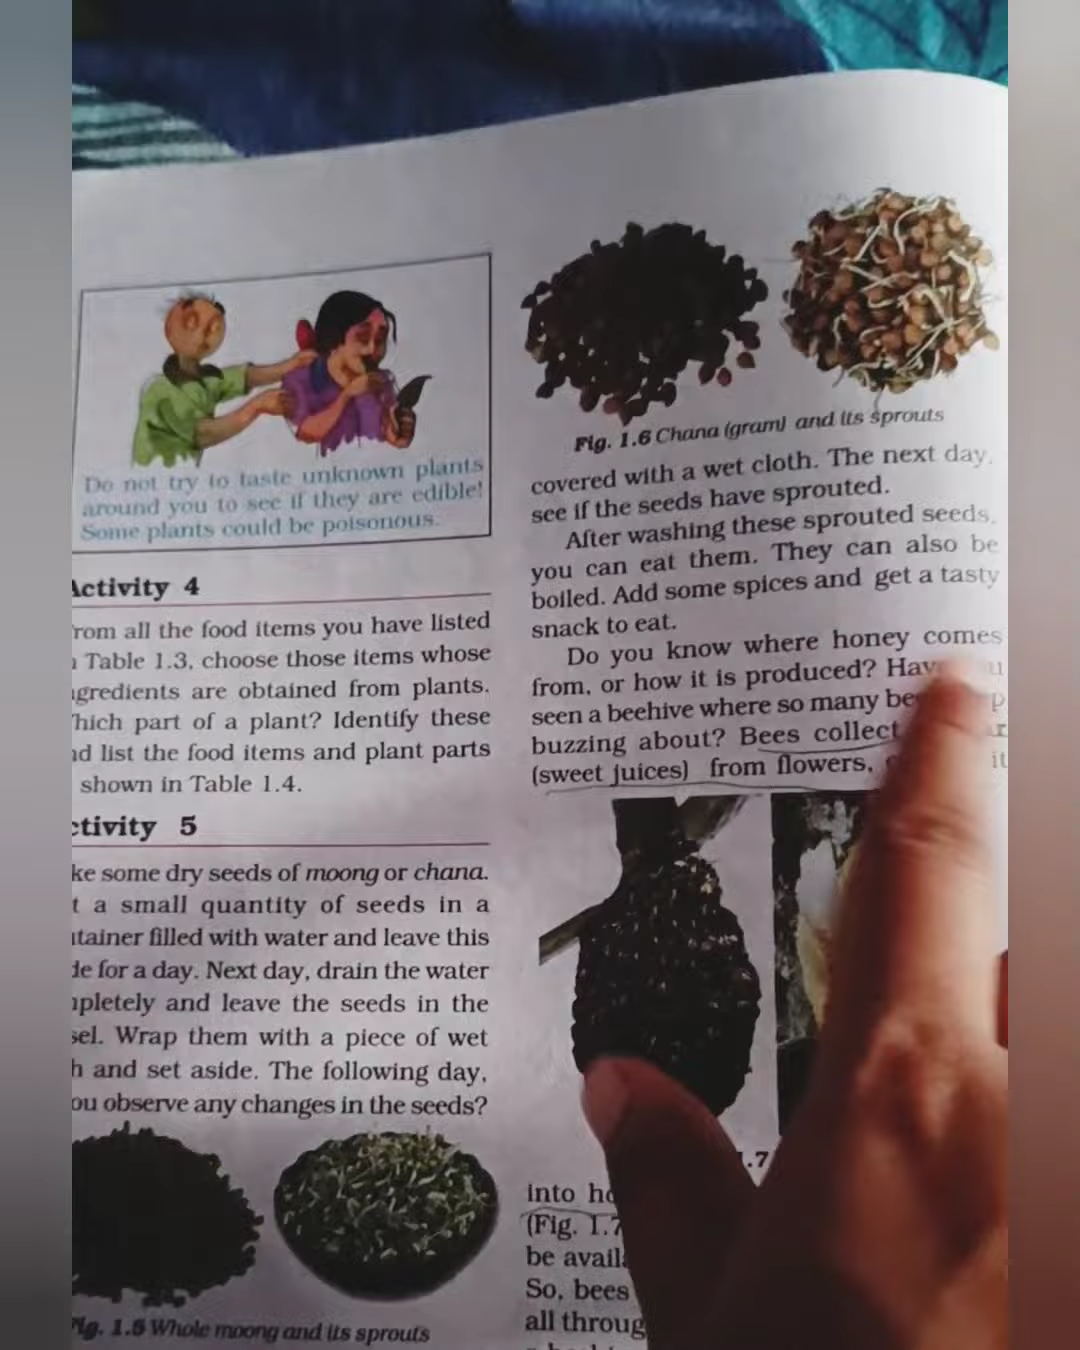 Do not try to taste unknown plants
around you to see if they are edible!
Some plants could be poisonous.
Activity 4
rom all the food items you have listed
Table 1.3, choose those items whose
gredients are obtained from plants.
hich part of a plant? Identify these
d list the food items and plant parts
shown in Table 1.4.
ctivity 5
ke some dry seeds of moong or chana.
t a small quantity of seeds in a
tainer filled with water and leave this
de for a day. Next day, drain the water
pletely and leave the seeds in the
sel. Wrap them with a piece of wet
h and set aside. The following day,
ou observe any changes in the seeds?
Fig. 1.5 Whole moong and its sprouts
Fig. 1.6 Chana (gram) and its sprouts
covered with a wet cloth. The next day,
see if the seeds have sprouted.
After washing these sprouted seeds,
you can eat them. They can also be
boiled. Add some spices and get a tasty
snack to eat.
Do you know where honey comes
from, or how it is produced? Hav
seen a beehive where so many be
buzzing about? Bees collect
(sweet juices) from flowers, it
.7
into ho
(Fig. 1.7
be avail
So, bees
all throug